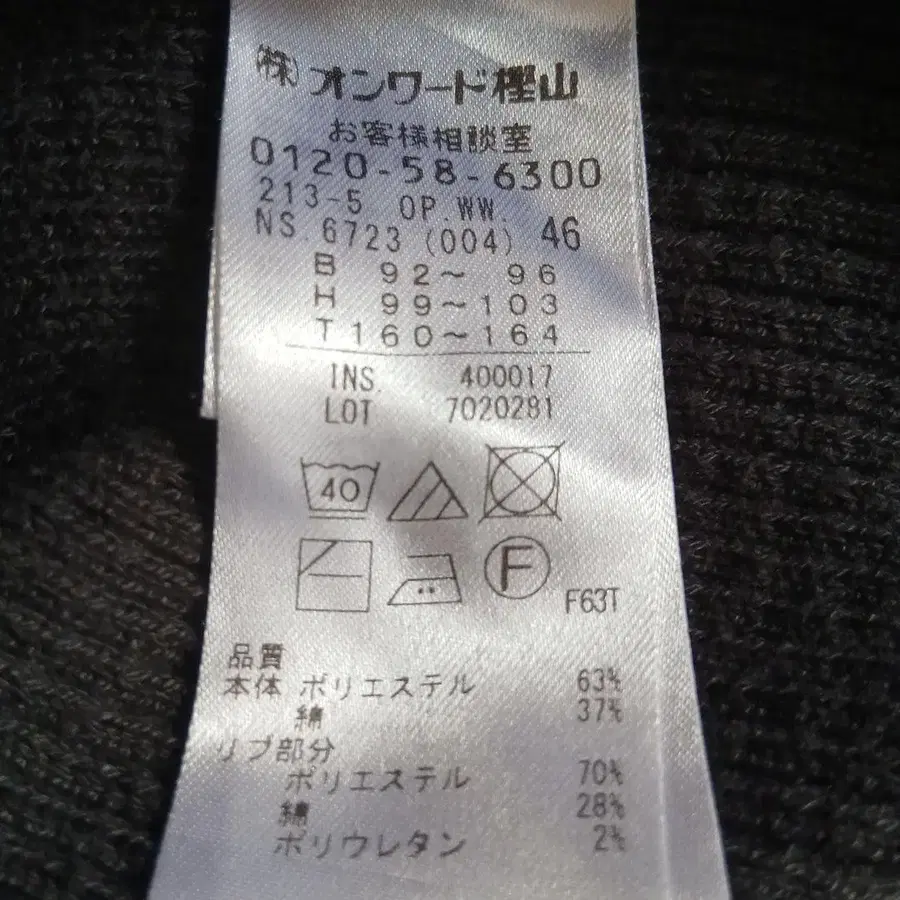 (株)オンワード樫山
お客様相談室
0120-58-6300
213-5 OP.WW.
NS.6723 (004) 46
B 92～ 96
H 99～103
T 160～164
INS. 400017
LOT 7020281
40
F
F63T
品質
本体 ポリエステル 63%
綿 37%
リブ部分
ポリエステル 70%
綿 28%
ポリウレタン 2%